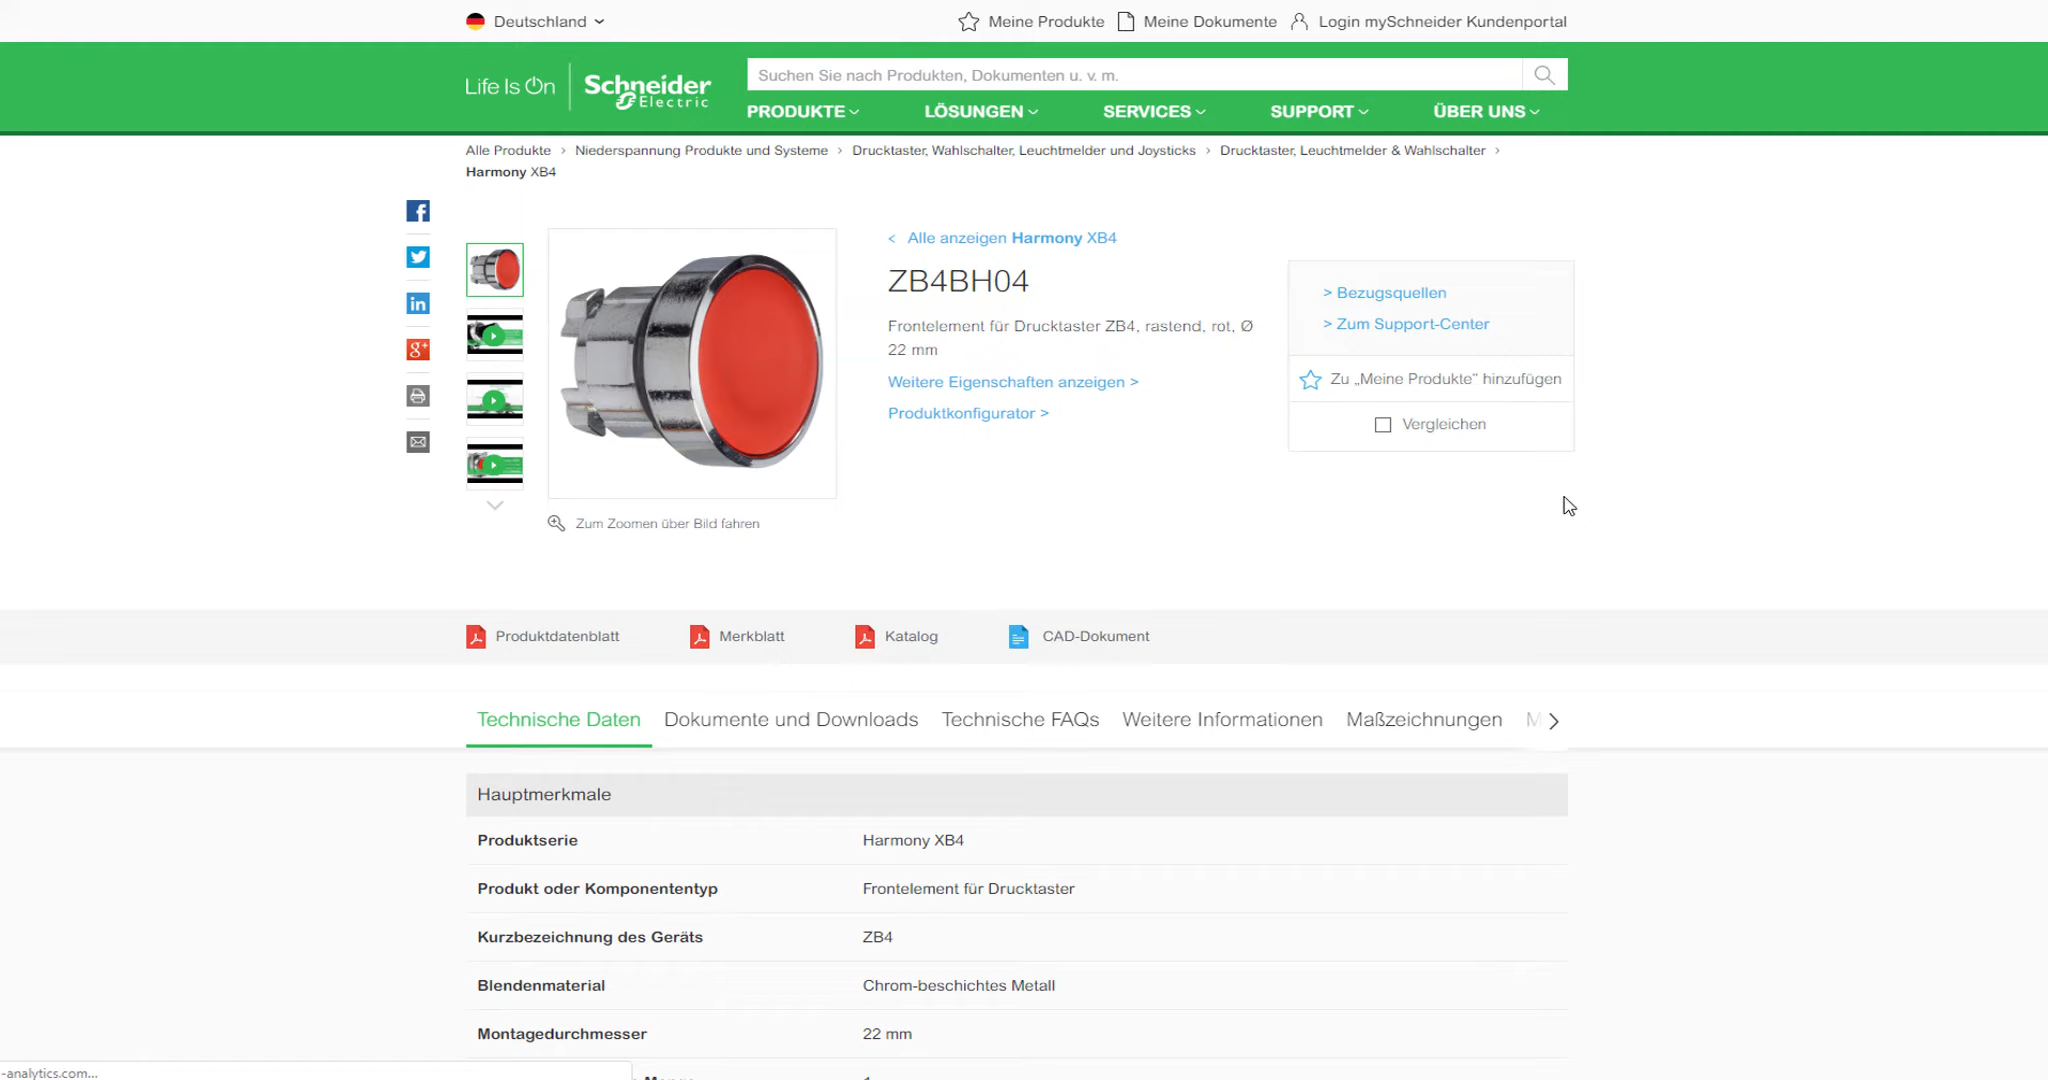 Deutschland
Meine Produkte
Meine Dokumente
Login mySchneider Kundenportal
Life Is On
Schneider
Electric
Suchen Sie nach Produkten, Dokumenten u. v. m.
PRODUKTE
LÖSUNGEN
SERVICES
SUPPORT
ÜBER UNS
Alle Produkte > Niederspannung Produkte und Systeme > Drucktaster, Wahlschalter, Leuchtmelder und Joysticks > Drucktaster, Leuchtmelder & Wahlschalter >
Harmony XB4
f
in
g+
< Alle anzeigen Harmony XB4
ZB4BH04
Frontelement für Drucktaster ZB4, rastend, rot, Ø
22 mm
Weitere Eigenschaften anzeigen >
Produktkonfigurator >
> Bezugsquellen
> Zum Support-Center
Zu „Meine Produkte" hinzufügen
Vergleichen
Zum Zoomen über Bild fahren
Produktdatenblatt
Merkblatt
Katalog
CAD-Dokument
Technische Daten
Dokumente und Downloads
Technische FAQs
Weitere Informationen
Maßzeichnungen
M
Hauptmerkmale
Produktserie Harmony XB4
Produkt oder Komponententyp Frontelement für Drucktaster
Kurzbezeichnung des Geräts ZB4
Blendenmaterial Chrom-beschichtes Metall
Montagedurchmesser 22 mm
-analytics.com...